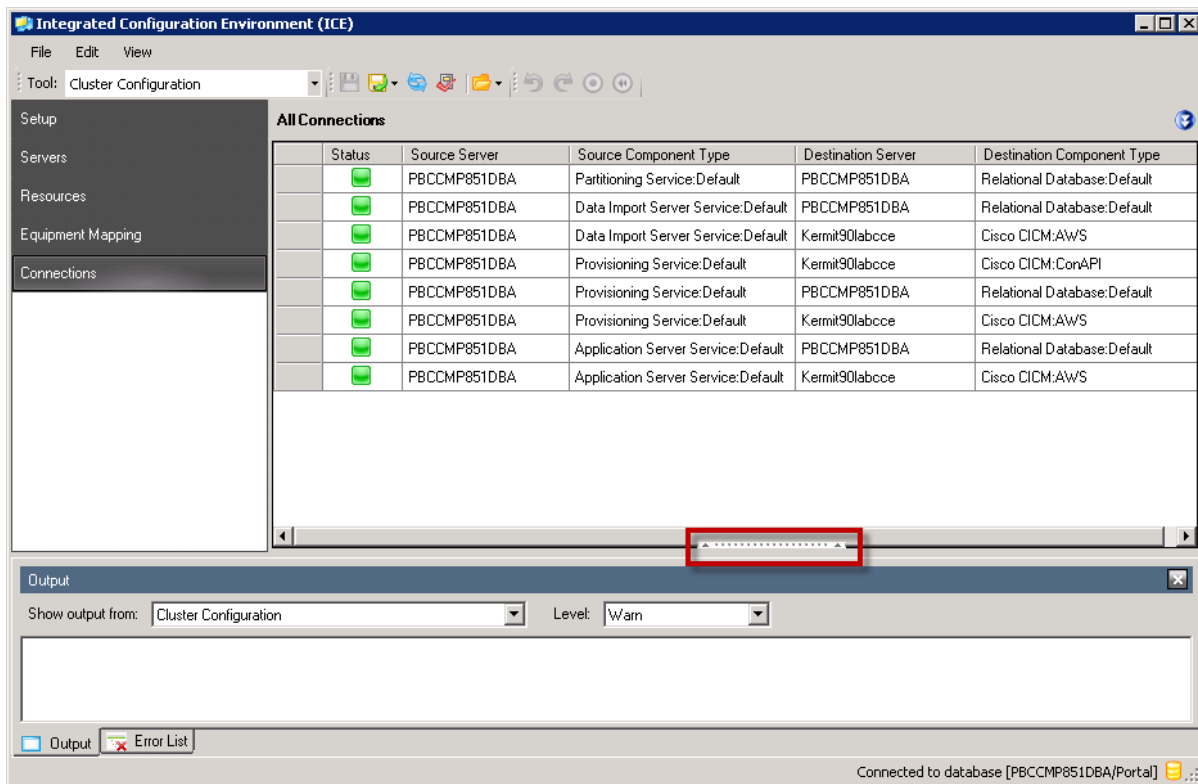 Integrated Configuration Environment (ICE)
File Edit View
Tool: Cluster Configuration
Setup
Servers
Resources
Equipment Mapping
Connections
All Connections
Status Source Server Source Component Type Destination Server Destination Component Type
PBCCMP851DBA Partitioning Service:Default PBCCMP851DBA Relational Database:Default
PBCCMP851DBA Data Import Server Service:Default PBCCMP851DBA Relational Database:Default
PBCCMP851DBA Data Import Server Service:Default Kermit90labcce Cisco CICM:AWS
PBCCMP851DBA Provisioning Service:Default Kermit90labcce Cisco CICM:ConAPI
PBCCMP851DBA Provisioning Service:Default PBCCMP851DBA Relational Database:Default
PBCCMP851DBA Provisioning Service:Default Kermit90labcce Cisco CICM:AWS
PBCCMP851DBA Application Server Service:Default PBCCMP851DBA Relational Database:Default
PBCCMP851DBA Application Server Service:Default Kermit90labcce Cisco CICM:AWS
Output
Show output from: Cluster Configuration Level: Warn
Output Error List
Connected to database [PBCCMP851DBA/Portal]